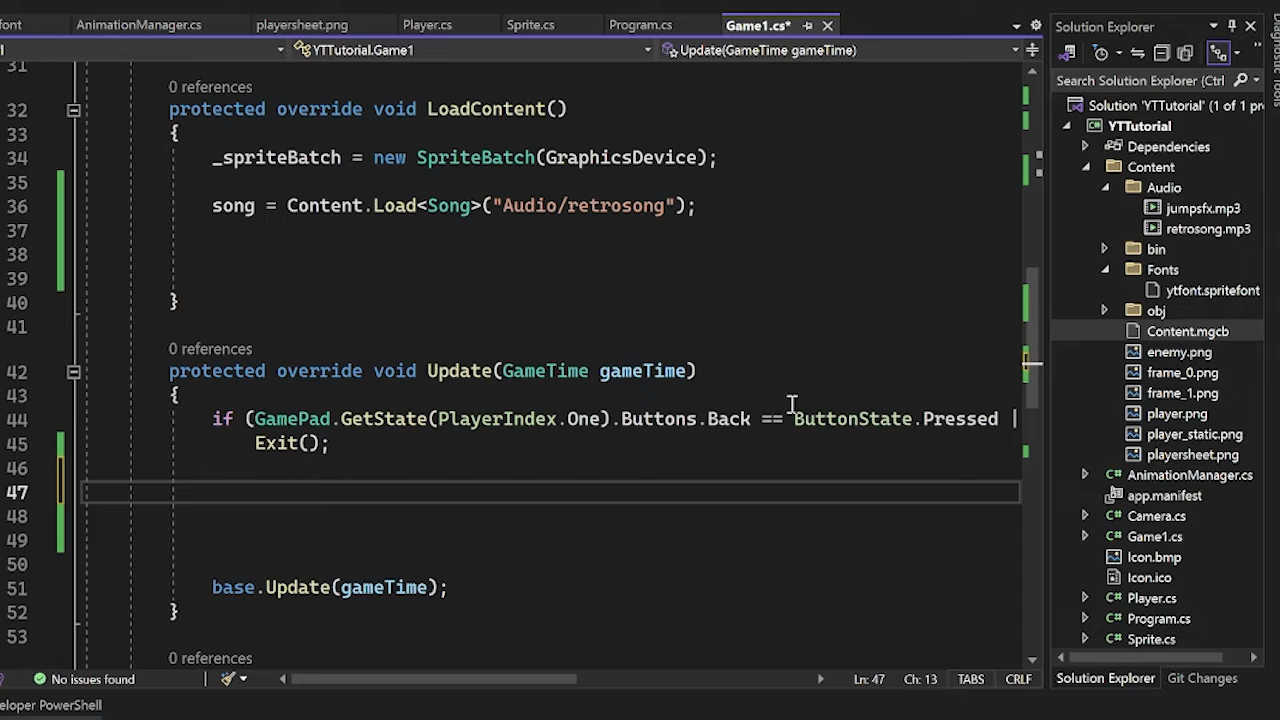 font AnimationManager.cs playersheet.png Player.cs Sprite.cs Program.cs Game1.cs*
YTTutorial.Game1 Update(GameTime gameTime)
31
0 references
32 protected override void LoadContent()
33 {
34 _spriteBatch = new SpriteBatch(GraphicsDevice);
35
36 song = Content.Load<Song>("Audio/retrosong");
37
38
39
40 }
41
0 references
42 protected override void Update(GameTime gameTime)
43 {
44 if (GamePad.GetState(PlayerIndex.One).Buttons.Back == ButtonState.Pressed |
45 Exit();
46
47
48
49
50
51 base.Update(gameTime);
52 }
53
0 references
No issues found Ln: 47 Ch: 13 TABS CRLF
eloper PowerShell
Solution Explorer
Search Solution Explorer (Ctrl
Solution 'YTTutorial' (1 of 1 pr
YTTutorial
Dependencies
Content
Audio
jumpsfx.mp3
retrosong.mp3
bin
Fonts
ytfont.spritefont
obj
Content.mgcb
enemy.png
frame_0.png
frame_1.png
player.png
player_static.png
playersheet.png
C# AnimationManager.cs
app.manifest
C# Camera.cs
C# Game1.cs
Icon.bmp
Icon.ico
C# Player.cs
C# Program.cs
C# Sprite.cs
Solution Explorer Git Changes
Diagnostic Tools